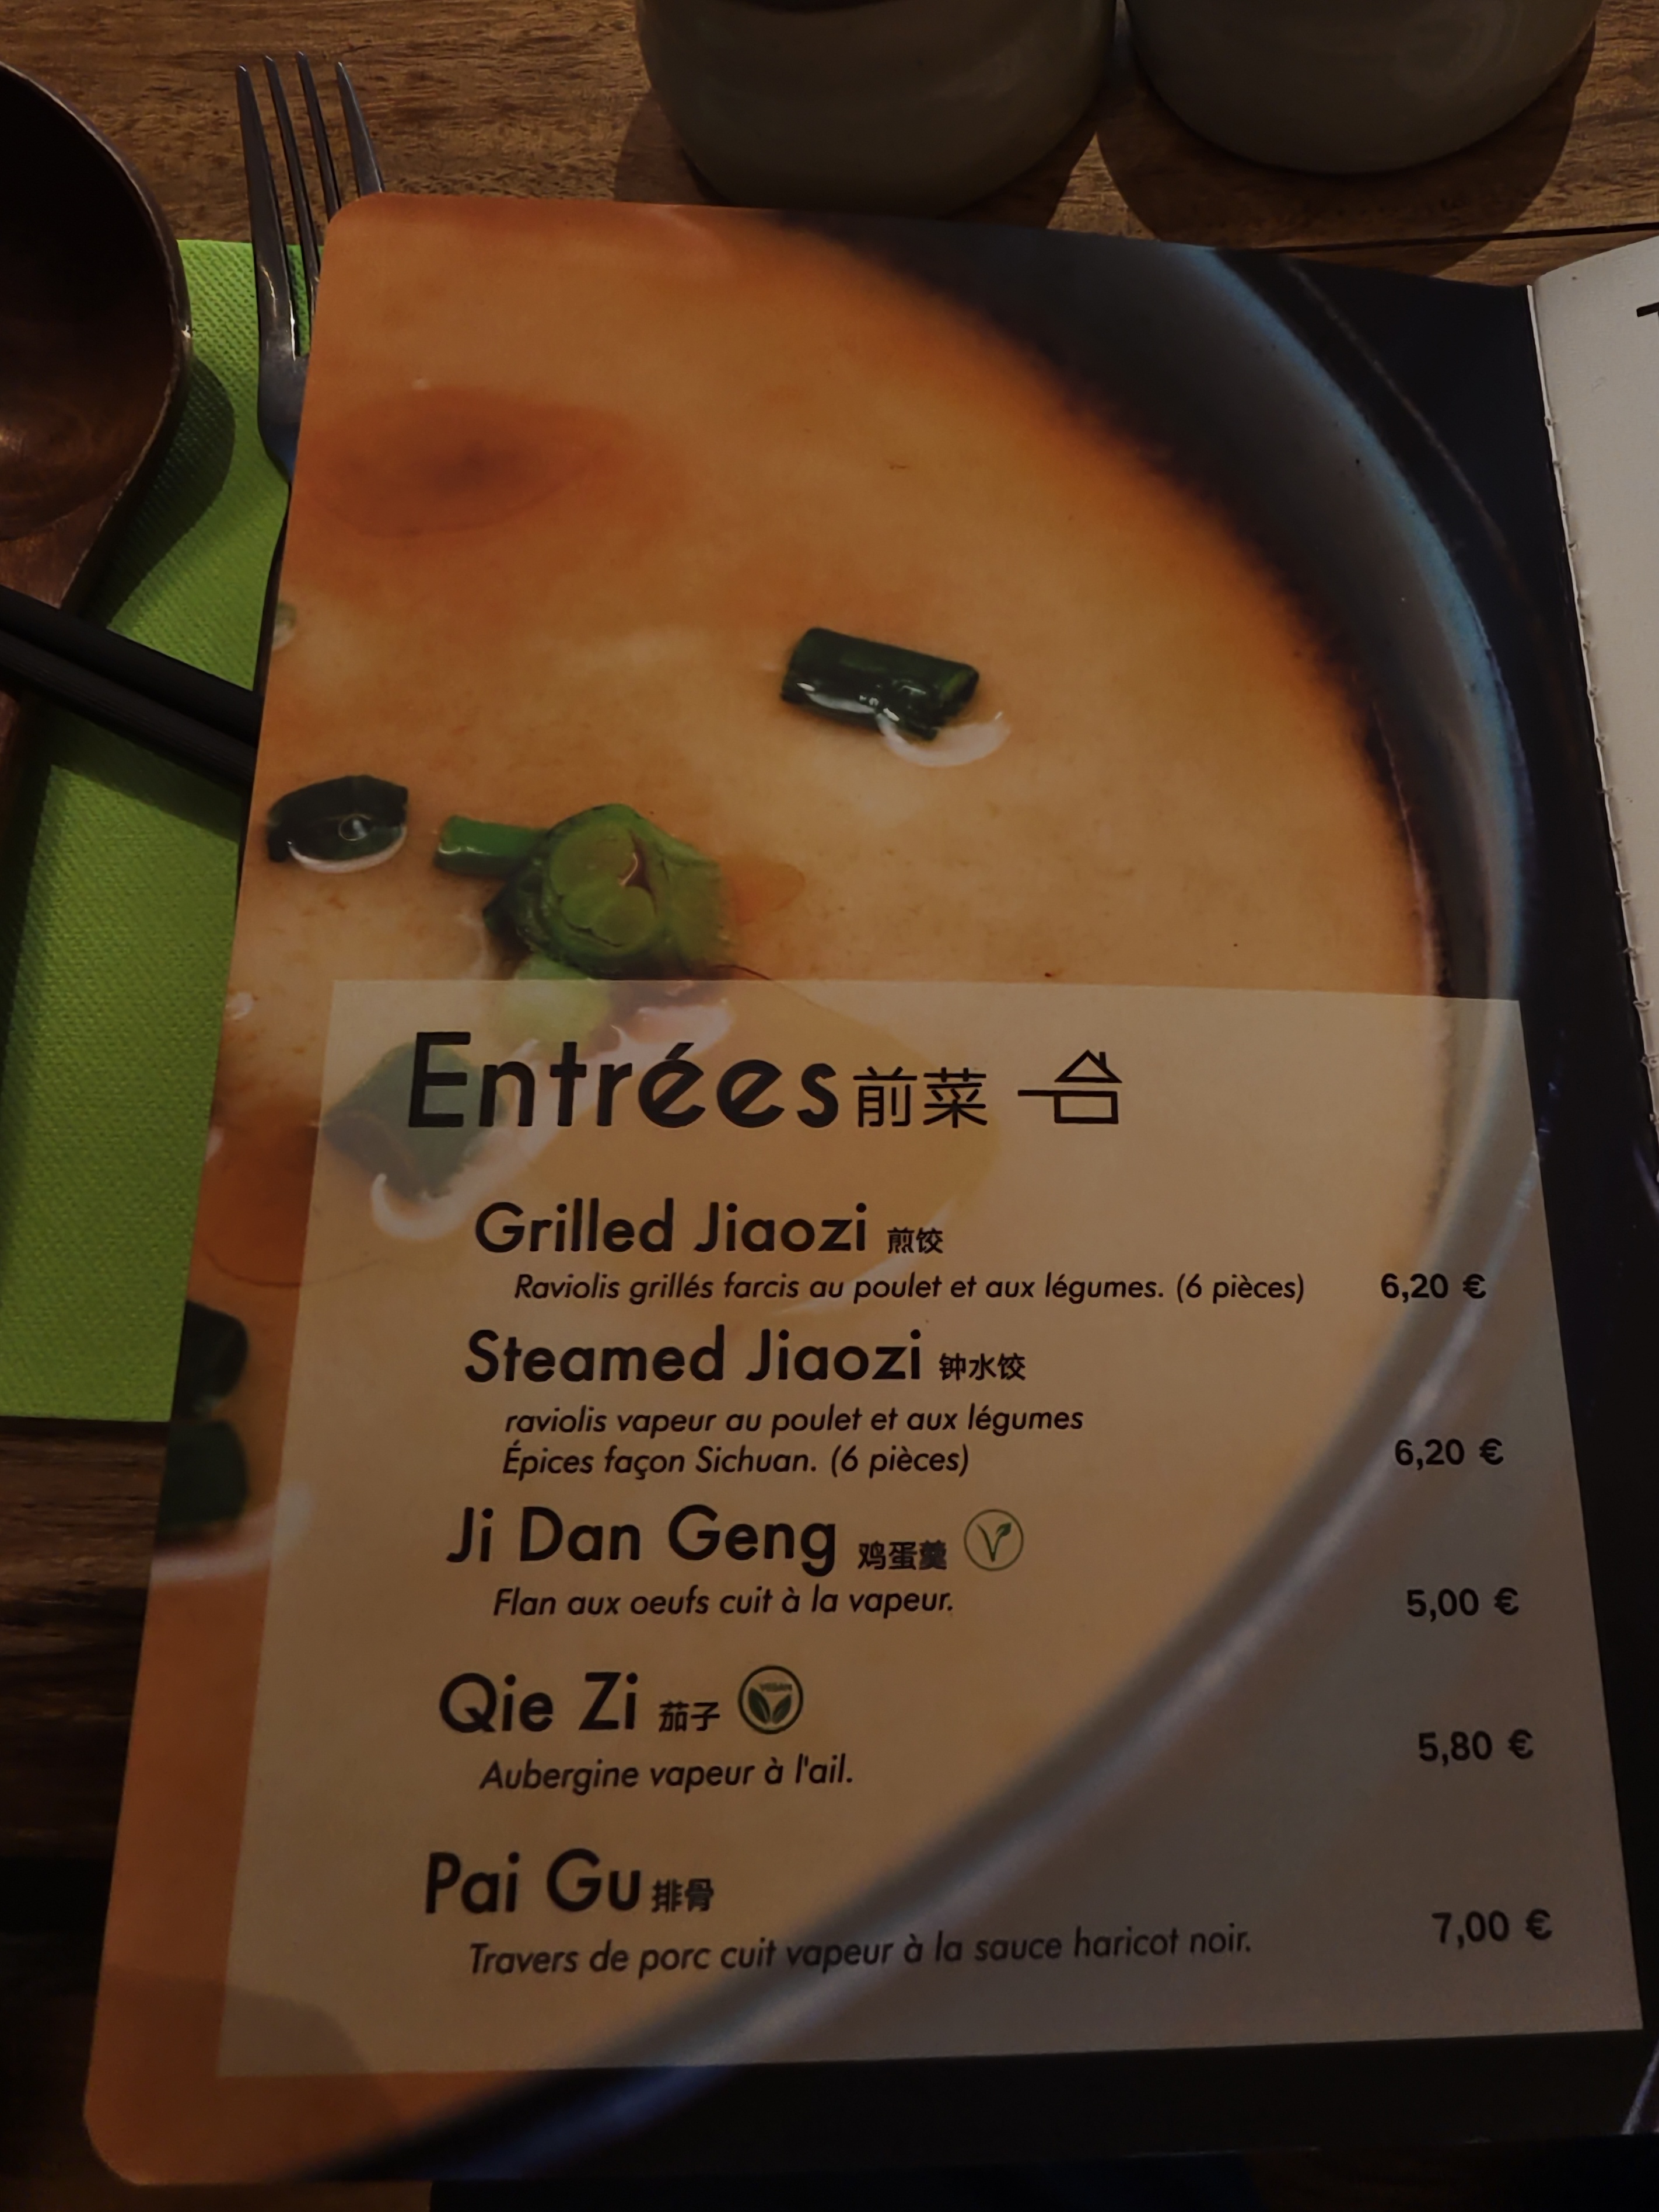 Entrées 前菜
Grilled Jiaozi 煎饺
Raviolis grillés farcis au poulet et aux légumes. (6 pièces) 6,20 €
Steamed Jiaozi 钟水饺
raviolis vapeur au poulet et aux légumes
Épices façon Sichuan. (6 pièces) 6,20 €
Ji Dan Geng 鸡蛋羹 V
Flan aux oeufs cuit à la vapeur. 5,00 €
Qie Zi 茄子 VEGAN
5,80 €
Aubergine vapeur à l'ail.
Pai Gu 排骨
Travers de porc cuit vapeur à la sauce haricot noir. 7,00 €